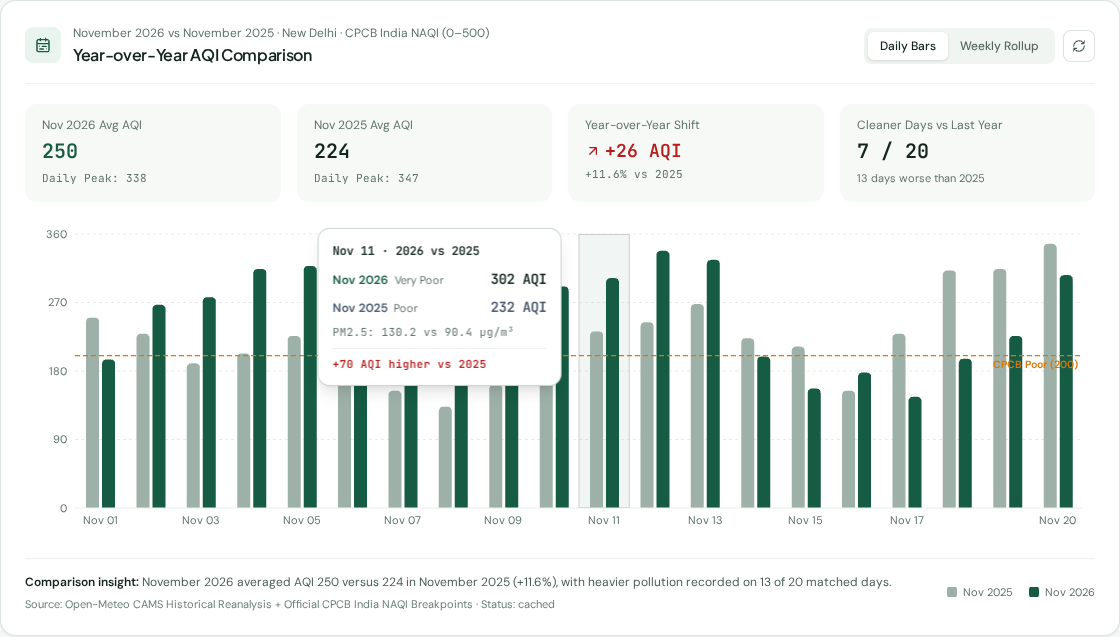 November 2026 vs November 2025 · New Delhi · CPCB India NAQI (0–500)
Year-over-Year AQI Comparison
Daily Bars
Weekly Rollup
Nov 2026 Avg AQI
250
Daily Peak: 338
Nov 2025 Avg AQI
224
Daily Peak: 347
Year-over-Year Shift
↗ +26 AQI
+11.6% vs 2025
Cleaner Days vs Last Year
7 / 20
13 days worse than 2025
360
270
180
90
0
Nov 11 · 2026 vs 2025
Nov 2026 Very Poor 302 AQI
Nov 2025 Poor 232 AQI
PM2.5: 130.2 vs 90.4 µg/m³
+70 AQI higher vs 2025
CPCB Poor (200)
Nov 01 Nov 03 Nov 05 Nov 07 Nov 09 Nov 11 Nov 13 Nov 15 Nov 17 Nov 20
Comparison insight: November 2026 averaged AQI 250 versus 224 in November 2025 (+11.6%), with heavier pollution recorded on 13 of 20 matched days.
Source: Open-Meteo CAMS Historical Reanalysis + Official CPCB India NAQI Breakpoints · Status: cached
Nov 2025 Nov 2026